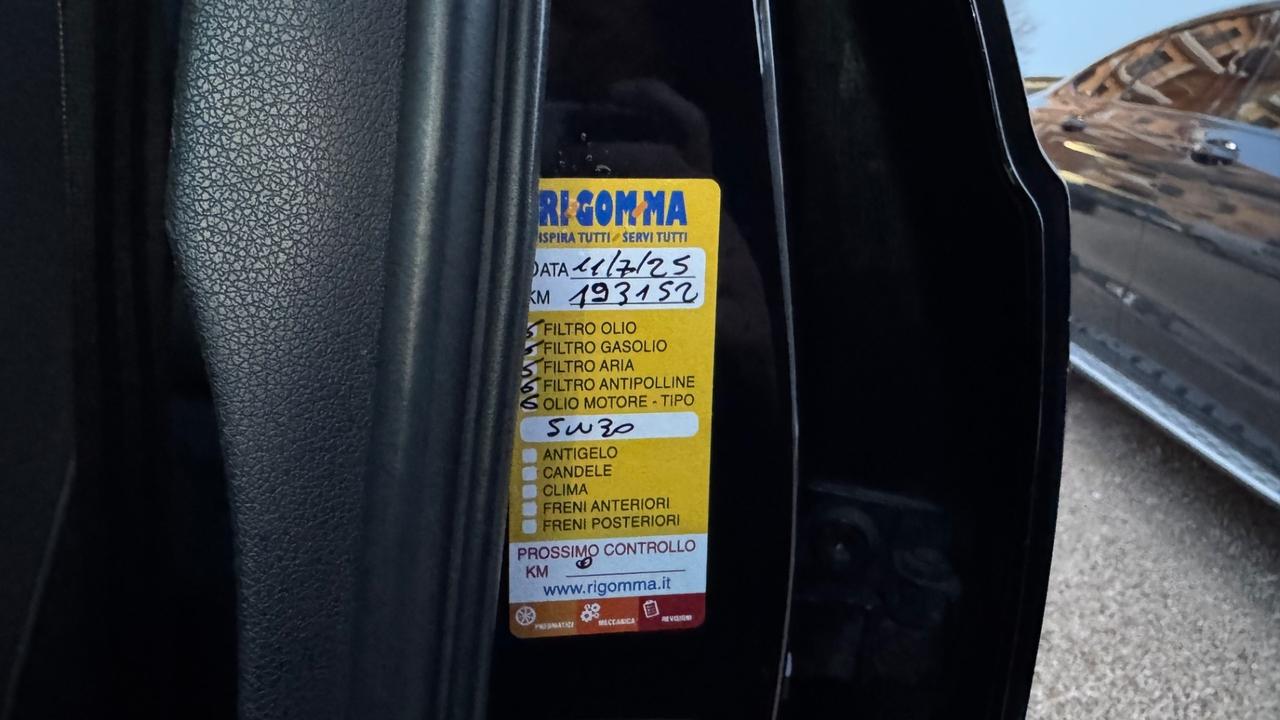 RIGOMMA
ISPIRA TUTTI SERVI TUTTI
DATA 11/7/25
KM 193152
FILTRO OLIO
FILTRO GASOLIO
FILTRO ARIA
FILTRO ANTIPOLLINE
OLIO MOTORE - TIPO
5W30
ANTIGELO
CANDELE
CLIMA
FRENI ANTERIORI
FRENI POSTERIORI
PROSSIMO CONTROLLO
KM
www.rigomma.it
PNEUMATICI MECCANICA REVISIONI